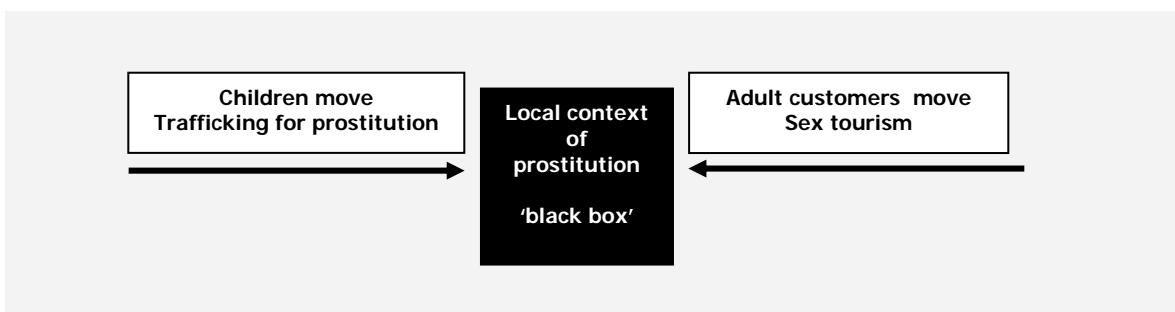 Children move
Trafficking for prostitution
Local context
of
prostitution
‘black box’
Adult customers move
Sex tourism